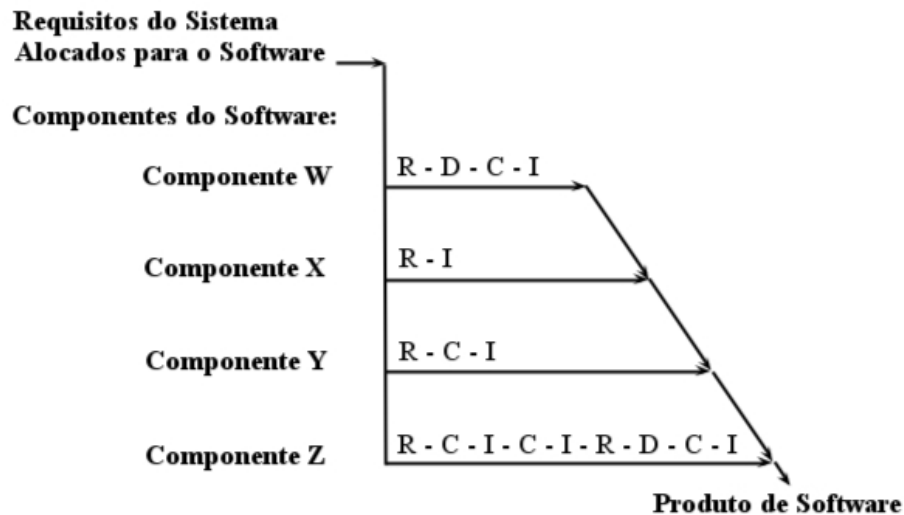 Requisitos do Sistema
Alocados para o Software
Componentes do Software:
Componente W
R - D - C - I
Componente X
R - I
Componente Y
R - C - I
Componente Z
R - C - I - C - I - R - D - C - I
Produto de Software